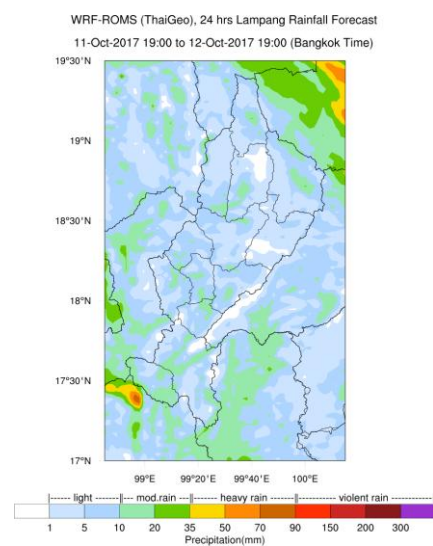 WRF-ROMS (ThaiGeo), 24 hrs Lampang Rainfall Forecast
11-Oct-2017 19:00 to 12-Oct-2017 19:00 (Bangkok Time)
19°30'N
19°N
18°30'N
18°N
17°30'N
17°N
99°E 99°20'E 99°40'E 100°E
|------ light ------||---- mod.rain ----||------- heavy rain -------||------- violent rain -------
1 5 10 20 35 50 70 90 100 150 200 300
Precipitation(mm)